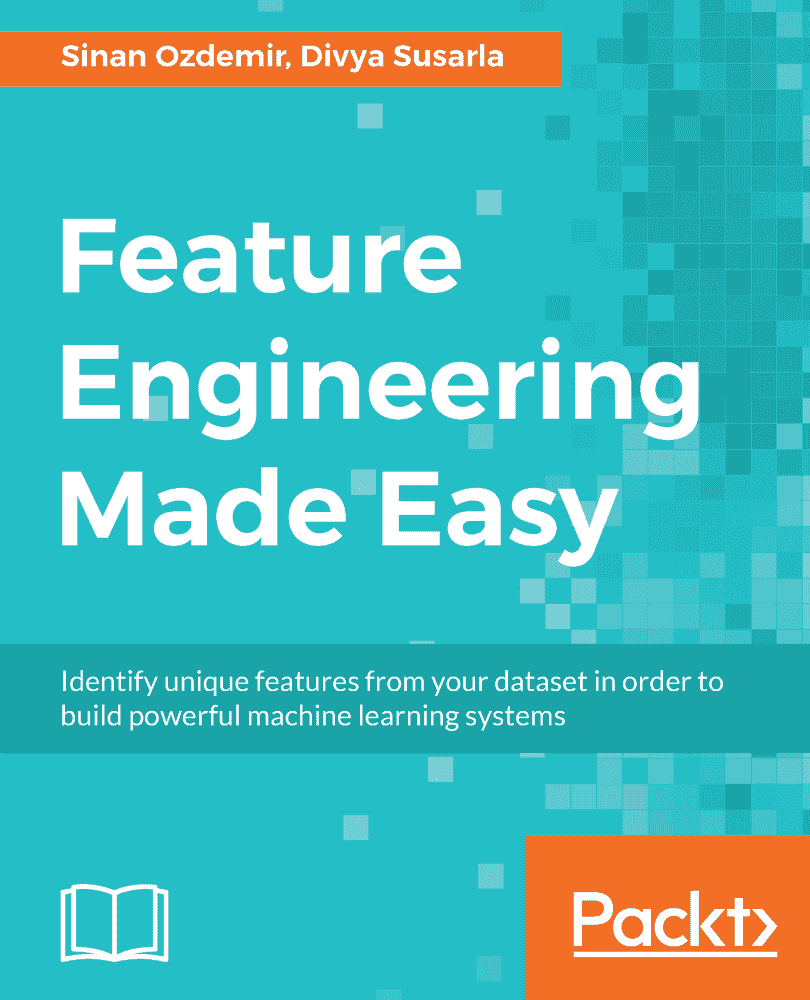 Sinan Ozdemir, Divya Susarla
Feature
Engineering
Made Easy
Identify unique features from your dataset in order to
build powerful machine learning systems
Packt>